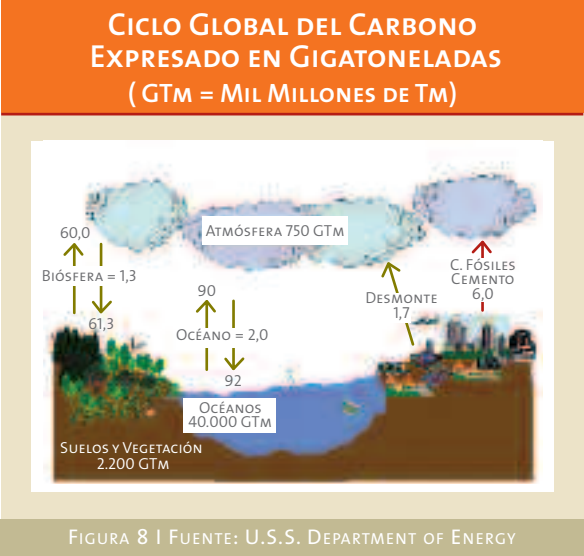 Ciclo Global del Carbono
Expresado en Gigatoneladas
( GTm = Mil Millones de Tm)
Atmósfera 750 GTm
60,0
Biósfera = 1,3
61,3
90
Océano = 2,0
92
Desmonte
1,7
C. Fósiles
Cemento
6,0
Océanos
40.000 GTm
Suelos y Vegetación
2.200 GTm
Figura 8 | Fuente: U.S.S. Department of Energy